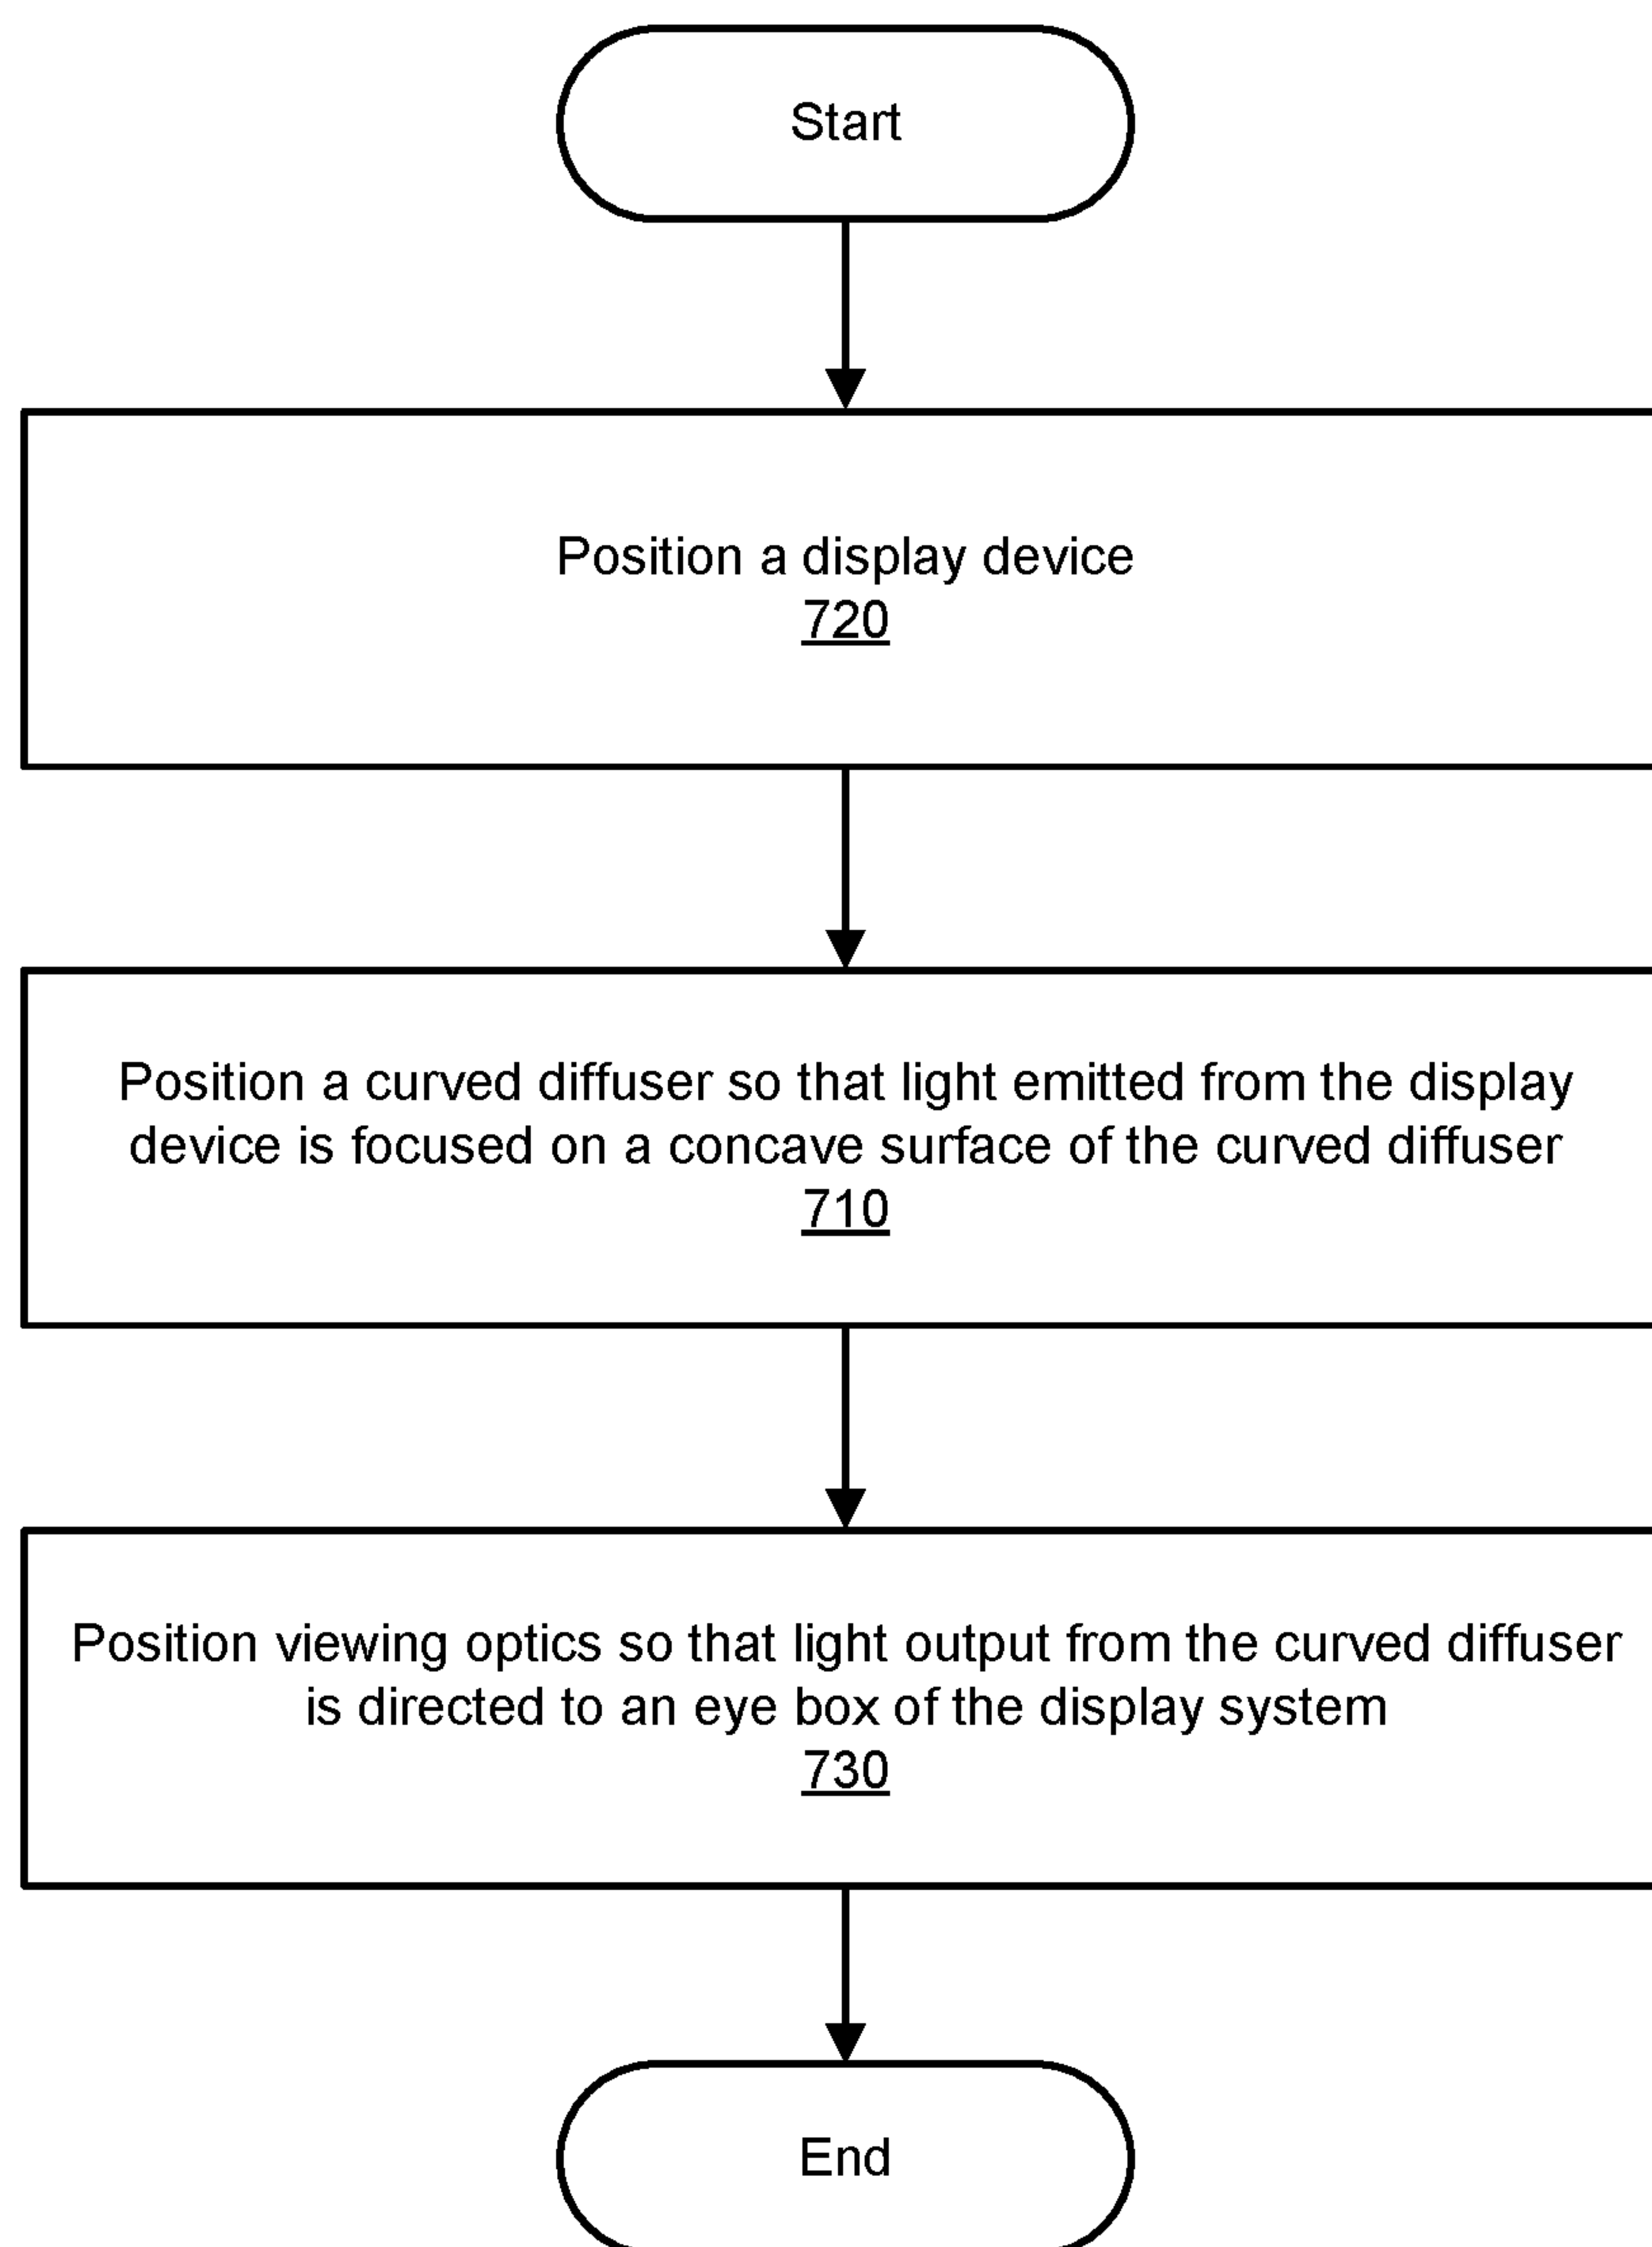 Start
Position a display device
720
Position a curved diffuser so that light emitted from the display
device is focused on a concave surface of the curved diffuser
710
Position viewing optics so that light output from the curved diffuser
is directed to an eye box of the display system
730
End